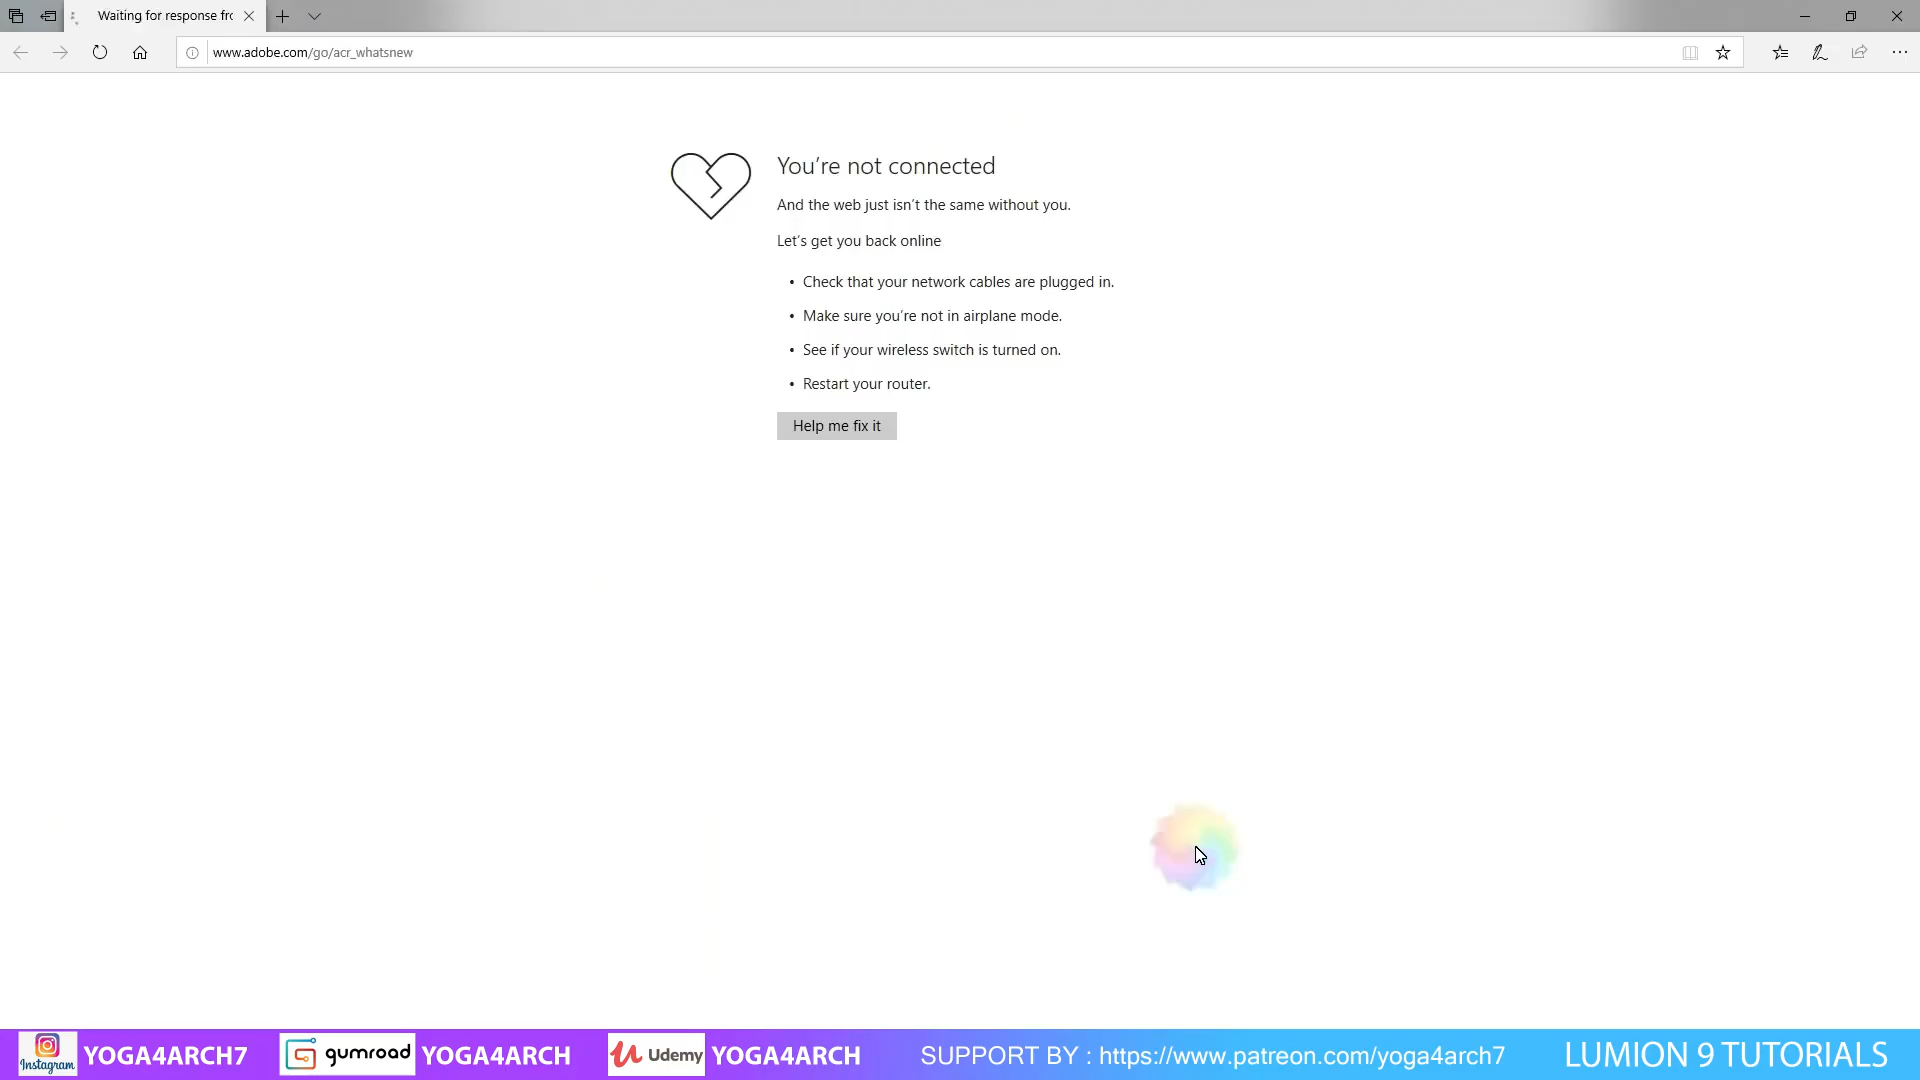 Waiting for response fro
www.adobe.com/go/acr_whatsnew
You're not connected
And the web just isn't the same without you.
Let's get you back online
• Check that your network cables are plugged in.
• Make sure you're not in airplane mode.
• See if your wireless switch is turned on.
• Restart your router.
Help me fix it
Instagram YOGA4ARCH7 gumroad YOGA4ARCH Udemy YOGA4ARCH SUPPORT BY : https://www.patreon.com/yoga4arch7 LUMION 9 TUTORIALS